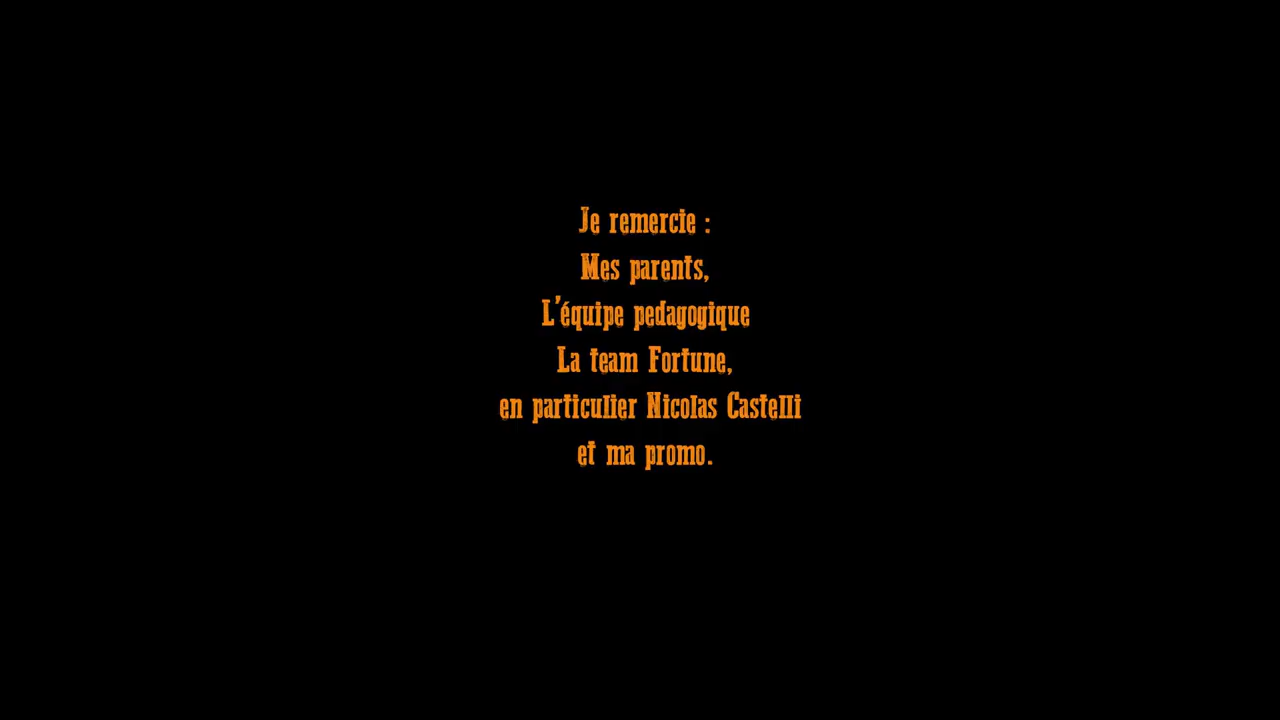 Je remercie :
Mes parents,
L'équipe pedagogique
La team Fortune,
en particulier Nicolas Castelli
et ma promo.